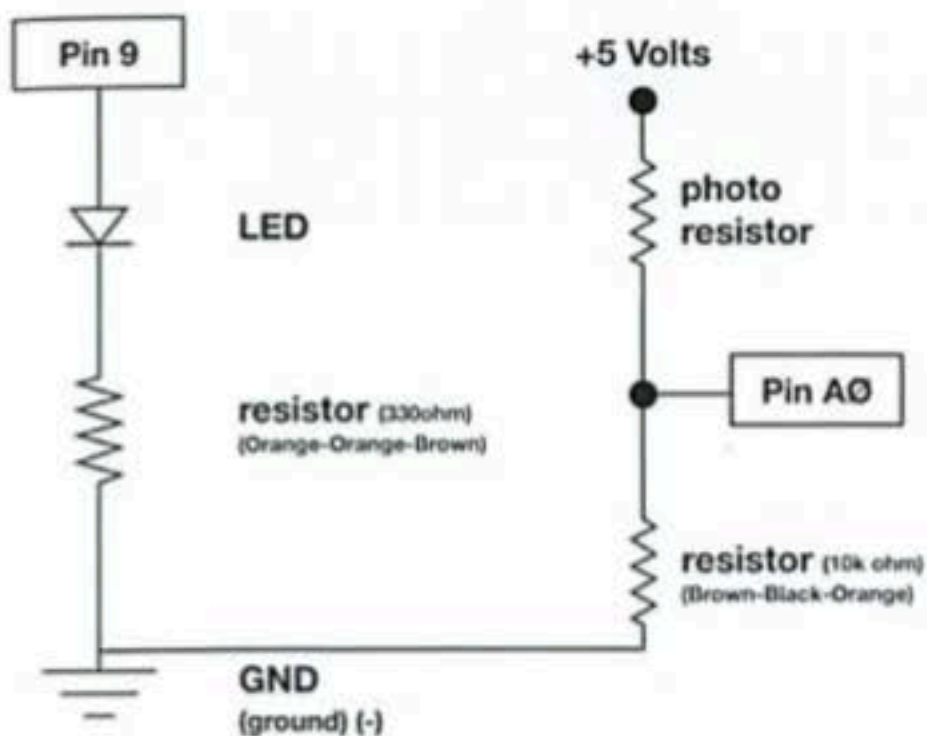 Pin 9
+5 Volts
LED
photo
resistor
Pin AØ
resistor (330ohm)
(Orange-Orange-Brown)
resistor (10k ohm)
(Brown-Black-Orange)
GND
(ground) (-)